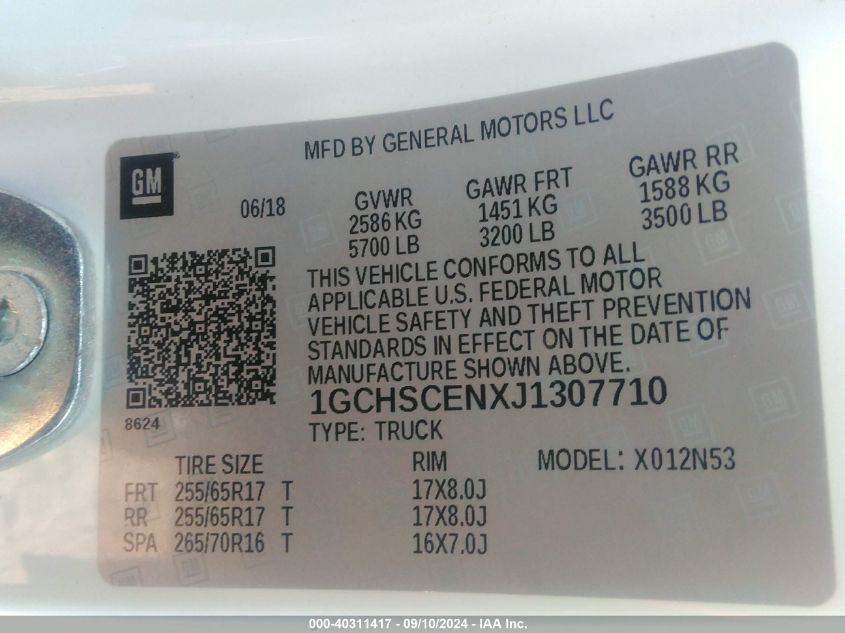 MFD BY GENERAL MOTORS LLC
GM
06/18
GVWR GAWR FRT GAWR RR
2586 KG 1451 KG 1588 KG
5700 LB 3200 LB 3500 LB
THIS VEHICLE CONFORMS TO ALL
APPLICABLE U.S. FEDERAL MOTOR
VEHICLE SAFETY AND THEFT PREVENTION
STANDARDS IN EFFECT ON THE DATE OF
MANUFACTURE SHOWN ABOVE.
1GCHSCENXJ1307710
8624
TYPE: TRUCK
TIRE SIZE RIM MODEL: X012N53
FRT 255/65R17 T 17X8.0J
RR 255/65R17 T 17X8.0J
SPA 265/70R16 T 16X7.0J
000-40311417 - 09/10/2024 - IAA Inc.